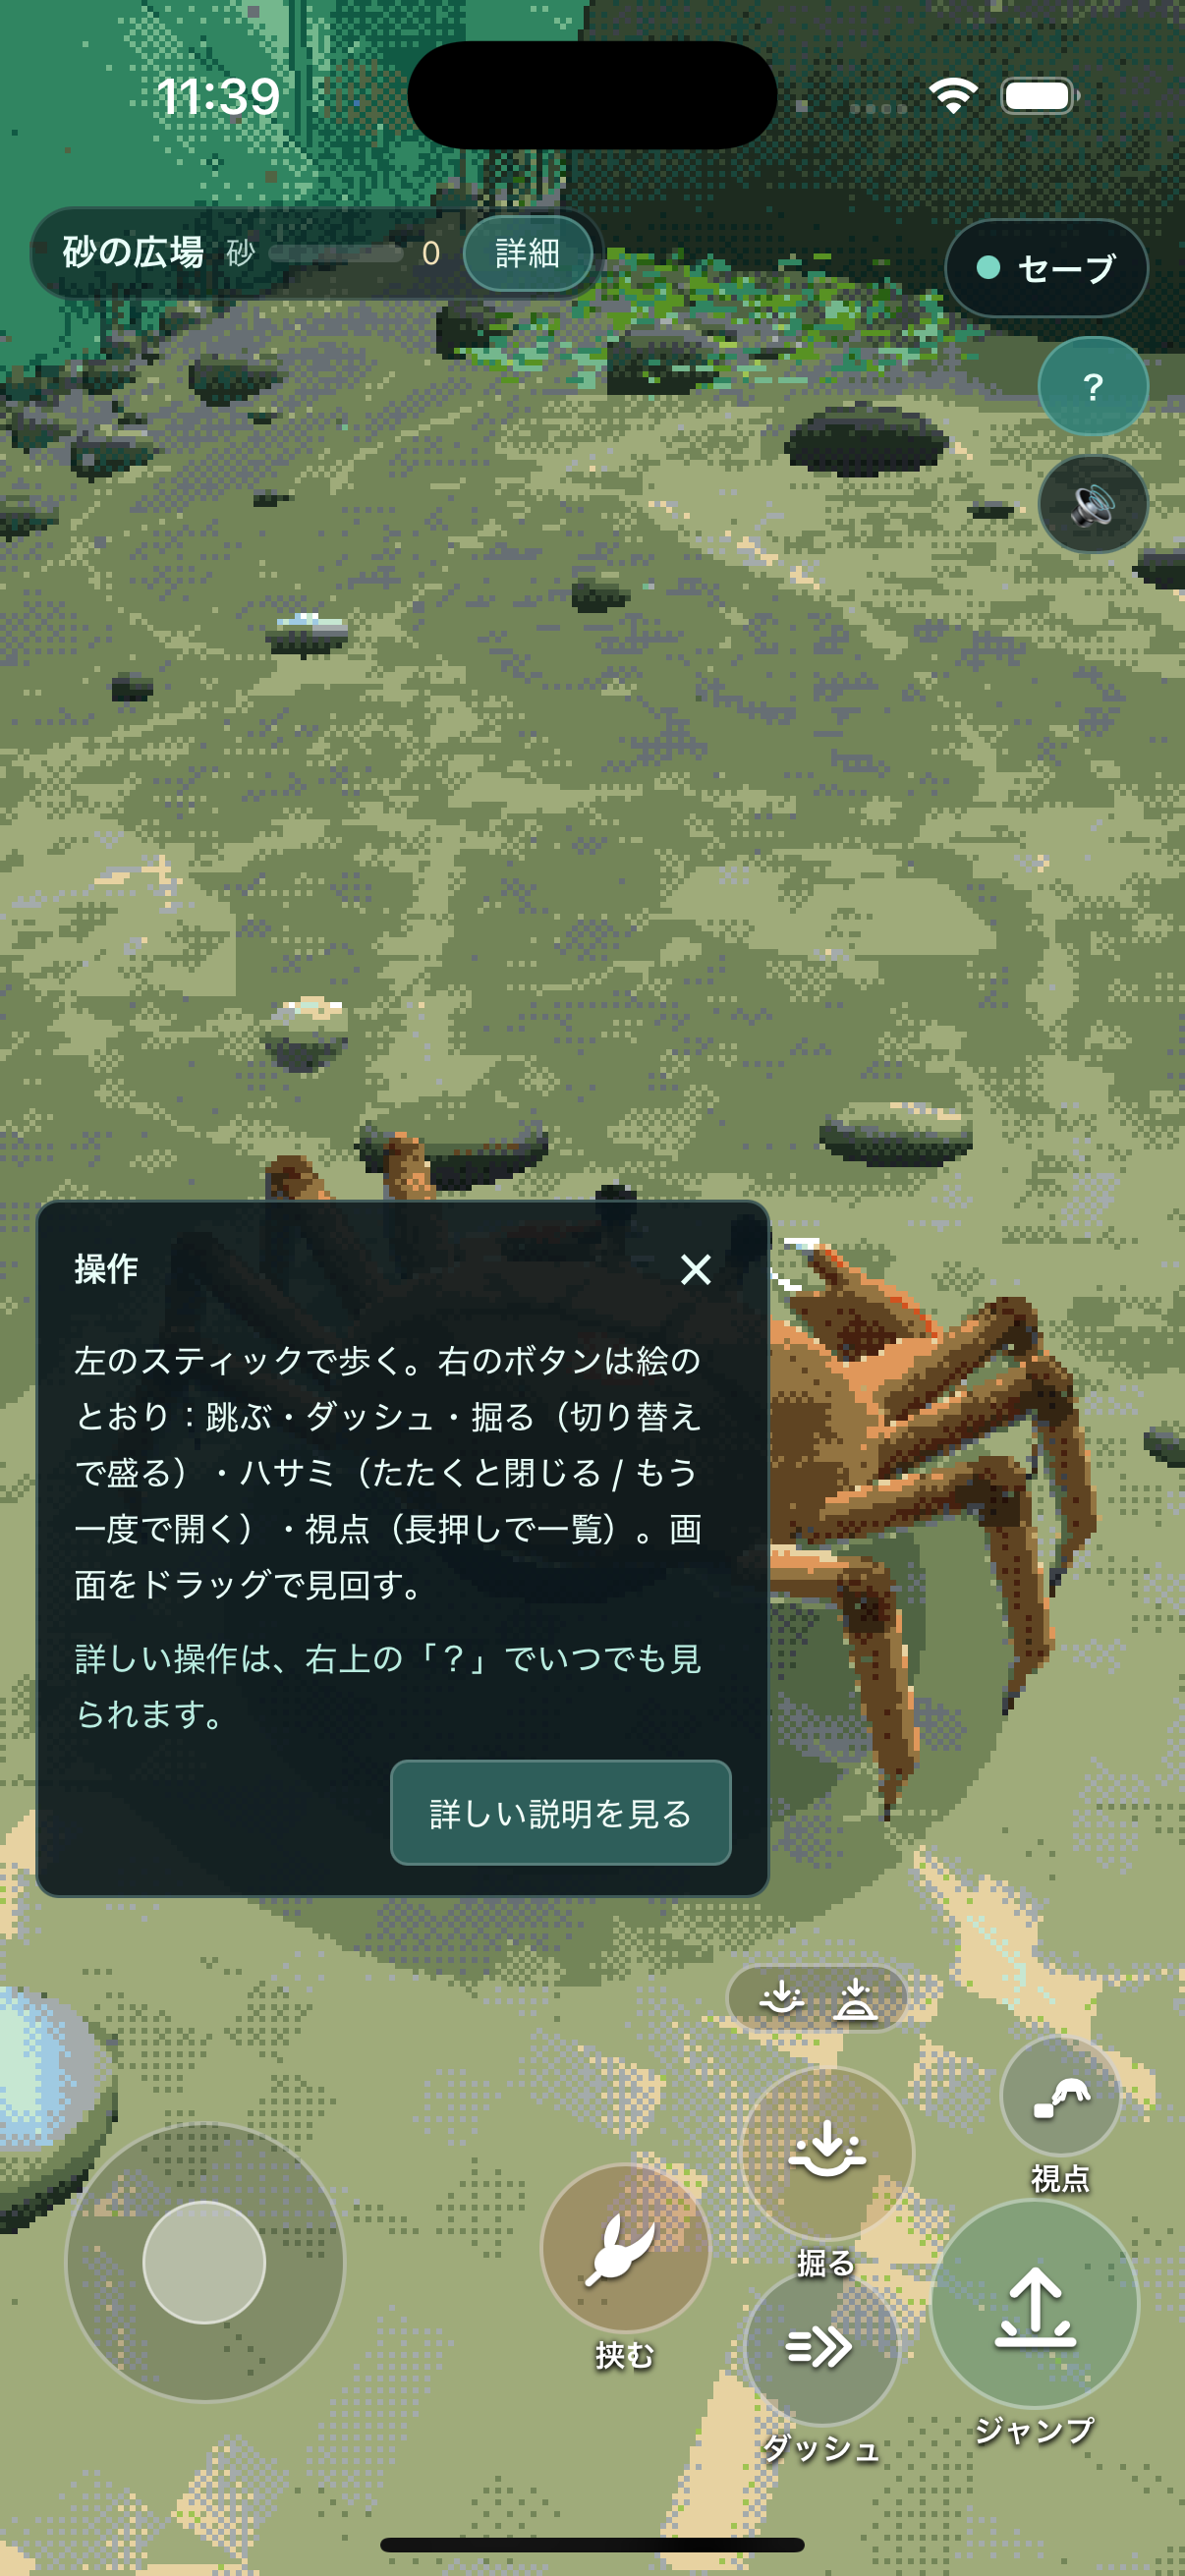 11:39
砂の広場 砂 0 詳細
セーブ
?
操作 ×
左のスティックで歩く。右のボタンは絵の
とおり：跳ぶ・ダッシュ・掘る（切り替え
で盛る）・ハサミ（たたくと閉じる / もう
一度で開く）・視点（長押しで一覧）。画
面をドラッグで見回す。
詳しい操作は、右上の「？」でいつでも見
られます。
詳しい説明を見る
視点
掘る
挟む
ジャンプ
ダッシュ